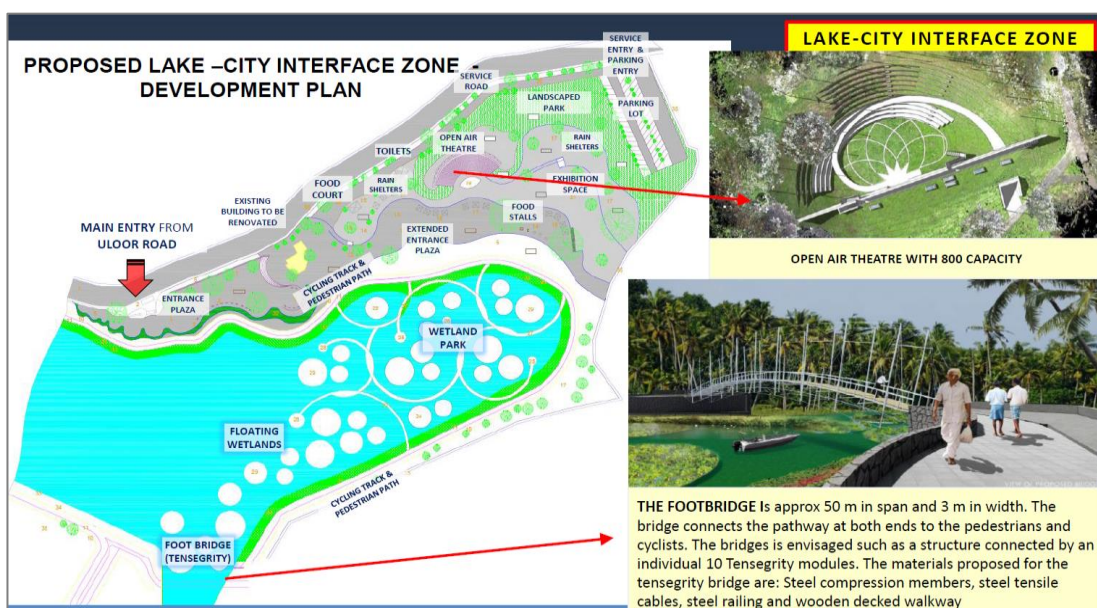 LAKE-CITY INTERFACE ZONE
PROPOSED LAKE –CITY INTERFACE ZONE -
DEVELOPMENT PLAN
SERVICE
ENTRY &
PARKING
ENTRY
SERVICE
ROAD
LANDSCAPED
PARK
PARKING
LOT
OPEN AIR
THEATRE
RAIN
SHELTERS
TOILETS
RAIN
SHELTERS
EXHIBITION
SPACE
FOOD
COURT
FOOD
STALLS
EXISTING
BUILDING TO BE
RENOVATED
EXTENDED
ENTRANCE
PLAZA
MAIN ENTRY FROM
ULOOR ROAD
ENTRANCE
PLAZA
CYCLING TRACK &
PEDESTRIAN PATH
WETLAND
PARK
FLOATING
WETLANDS
CYCLING TRACK &
PEDESTRIAN PATH
FOOT BRIDGE
(TENSEGRITY)
OPEN AIR THEATRE WITH 800 CAPACITY
THE FOOTBRIDGE Is approx 50 m in span and 3 m in width. The
bridge connects the pathway at both ends to the pedestrians and
cyclists. The bridges is envisaged such as a structure connected by an
individual 10 Tensegrity modules. The materials proposed for the
tensegrity bridge are: Steel compression members, steel tensile
cables, steel railing and wooden decked walkway